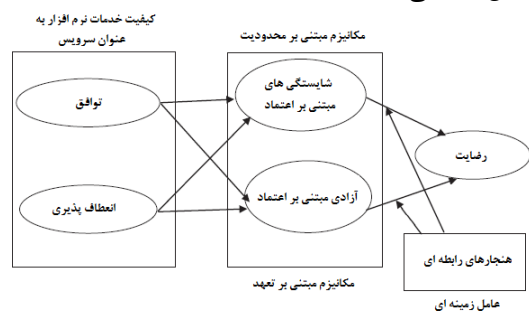 کیفیت خدمات نرم افزار به
عنوان سرویس
مکانیزم مبتنی بر محدودیت
توافق
شایستگی های
مبتنی بر اعتماد
رضایت
انعطاف پذیری
آزادی مبتنی بر اعتماد
هنجارهای رابطه ای
مکانیزم مبتنی بر تعهد
عامل زمینه ای